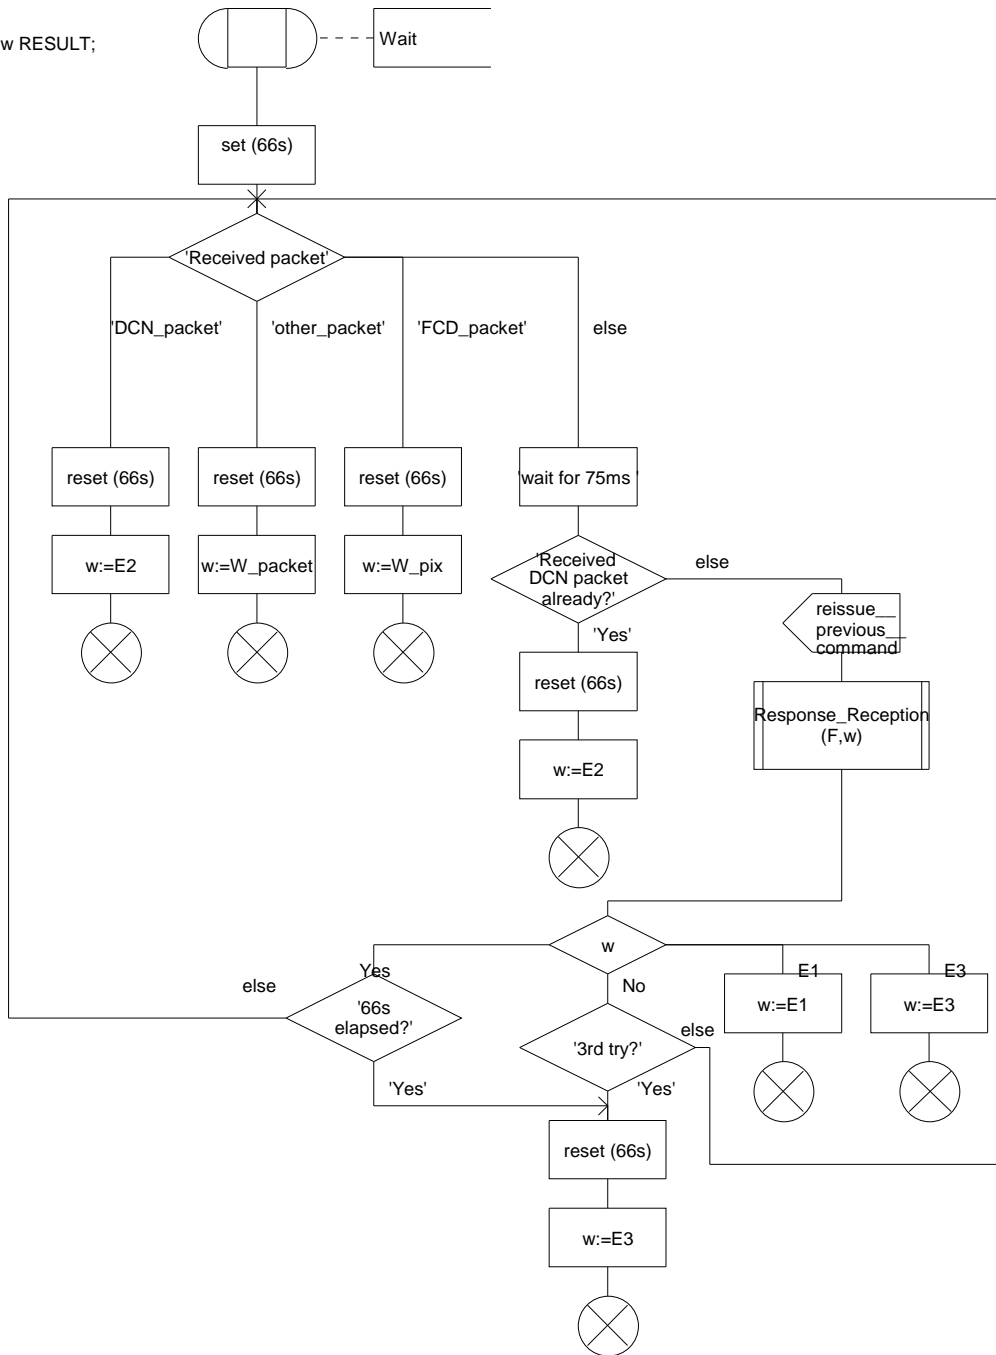 w RESULT;
Wait
set (66s)
'Received packet'
'DCN_packet'
'other_packet'
'FCD_packet'
else
reset (66s)
reset (66s)
reset (66s)
'wait for 75ms '
w:=E2
w:=W_packet
w:=W_pix
'Received
DCN packet
already?'
else
reissue__
previous__
command
'Yes'
reset (66s)
Response_Reception
(F,w)
w:=E2
w
Yes
E1
E3
else
No
'66s
elapsed?'
w:=E1
w:=E3
'3rd try?'
else
'Yes'
'Yes'
reset (66s)
w:=E3